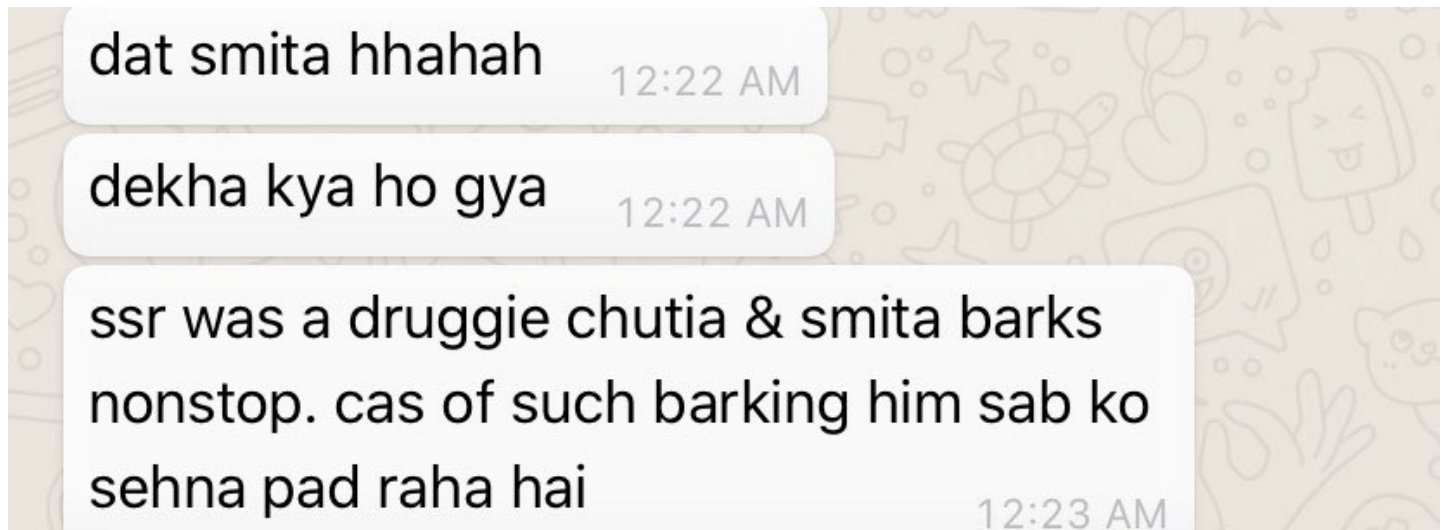 dat smita hhahah
12:22 AM
dekha kya ho gya
12:22 AM
ssr was a druggie chutia & smita barks
nonstop. cas of such barking him sab ko
sehna pad raha hai
12:23 AM